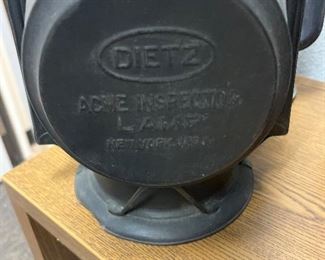 DIETZ
ACME INSPECTOR
LAMP
NEW YORK, U.S.A.